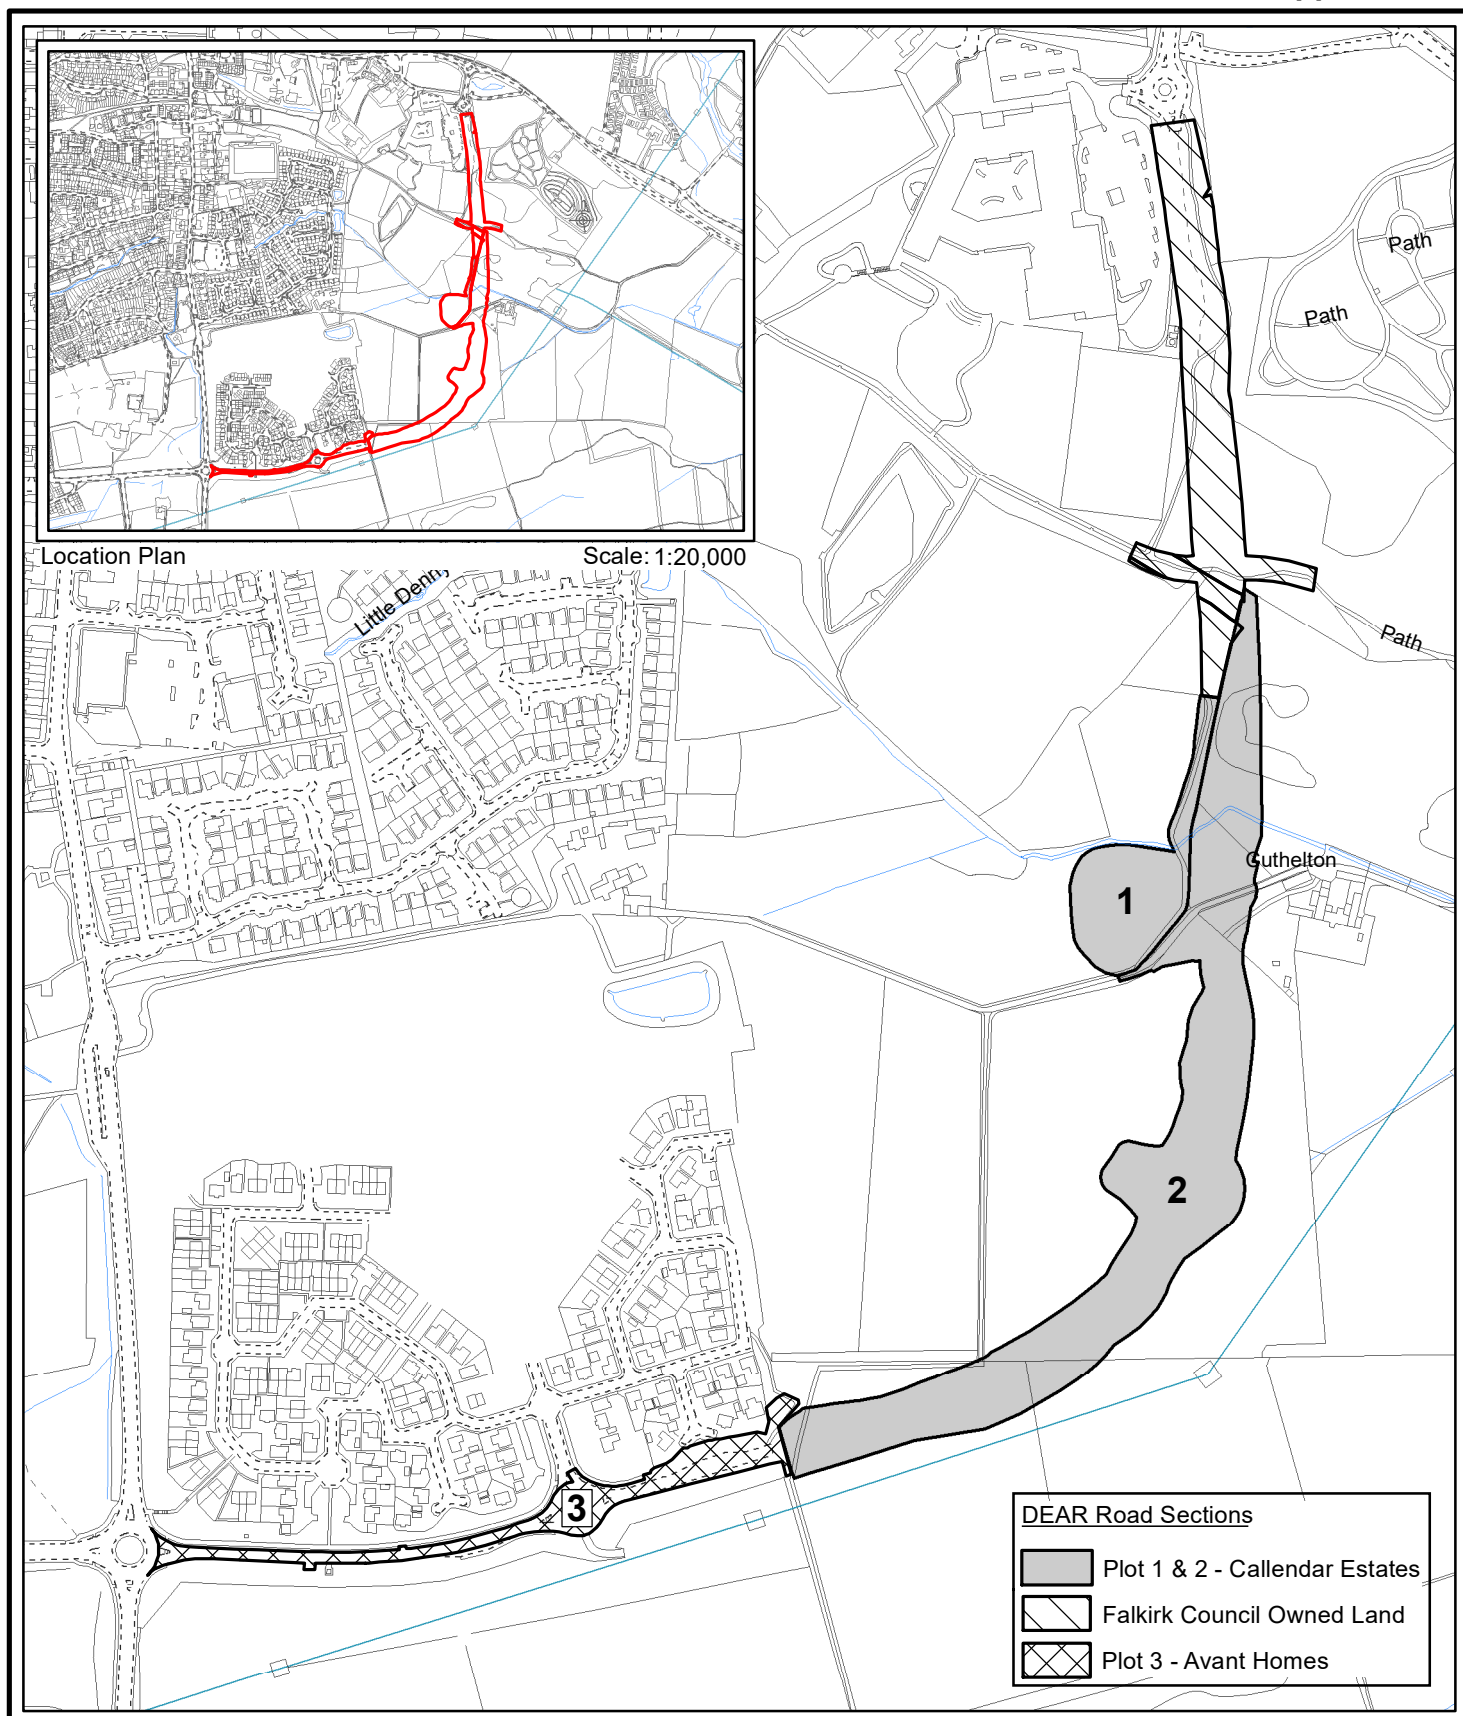 Location Plan
Scale: 1:20,000
Path
Path
Little Denny
Path
Guthelton
1
2
3
DEAR Road Sections
Plot 1 & 2 - Callendar Estates
Falkirk Council Owned Land
Plot 3 - Avant Homes